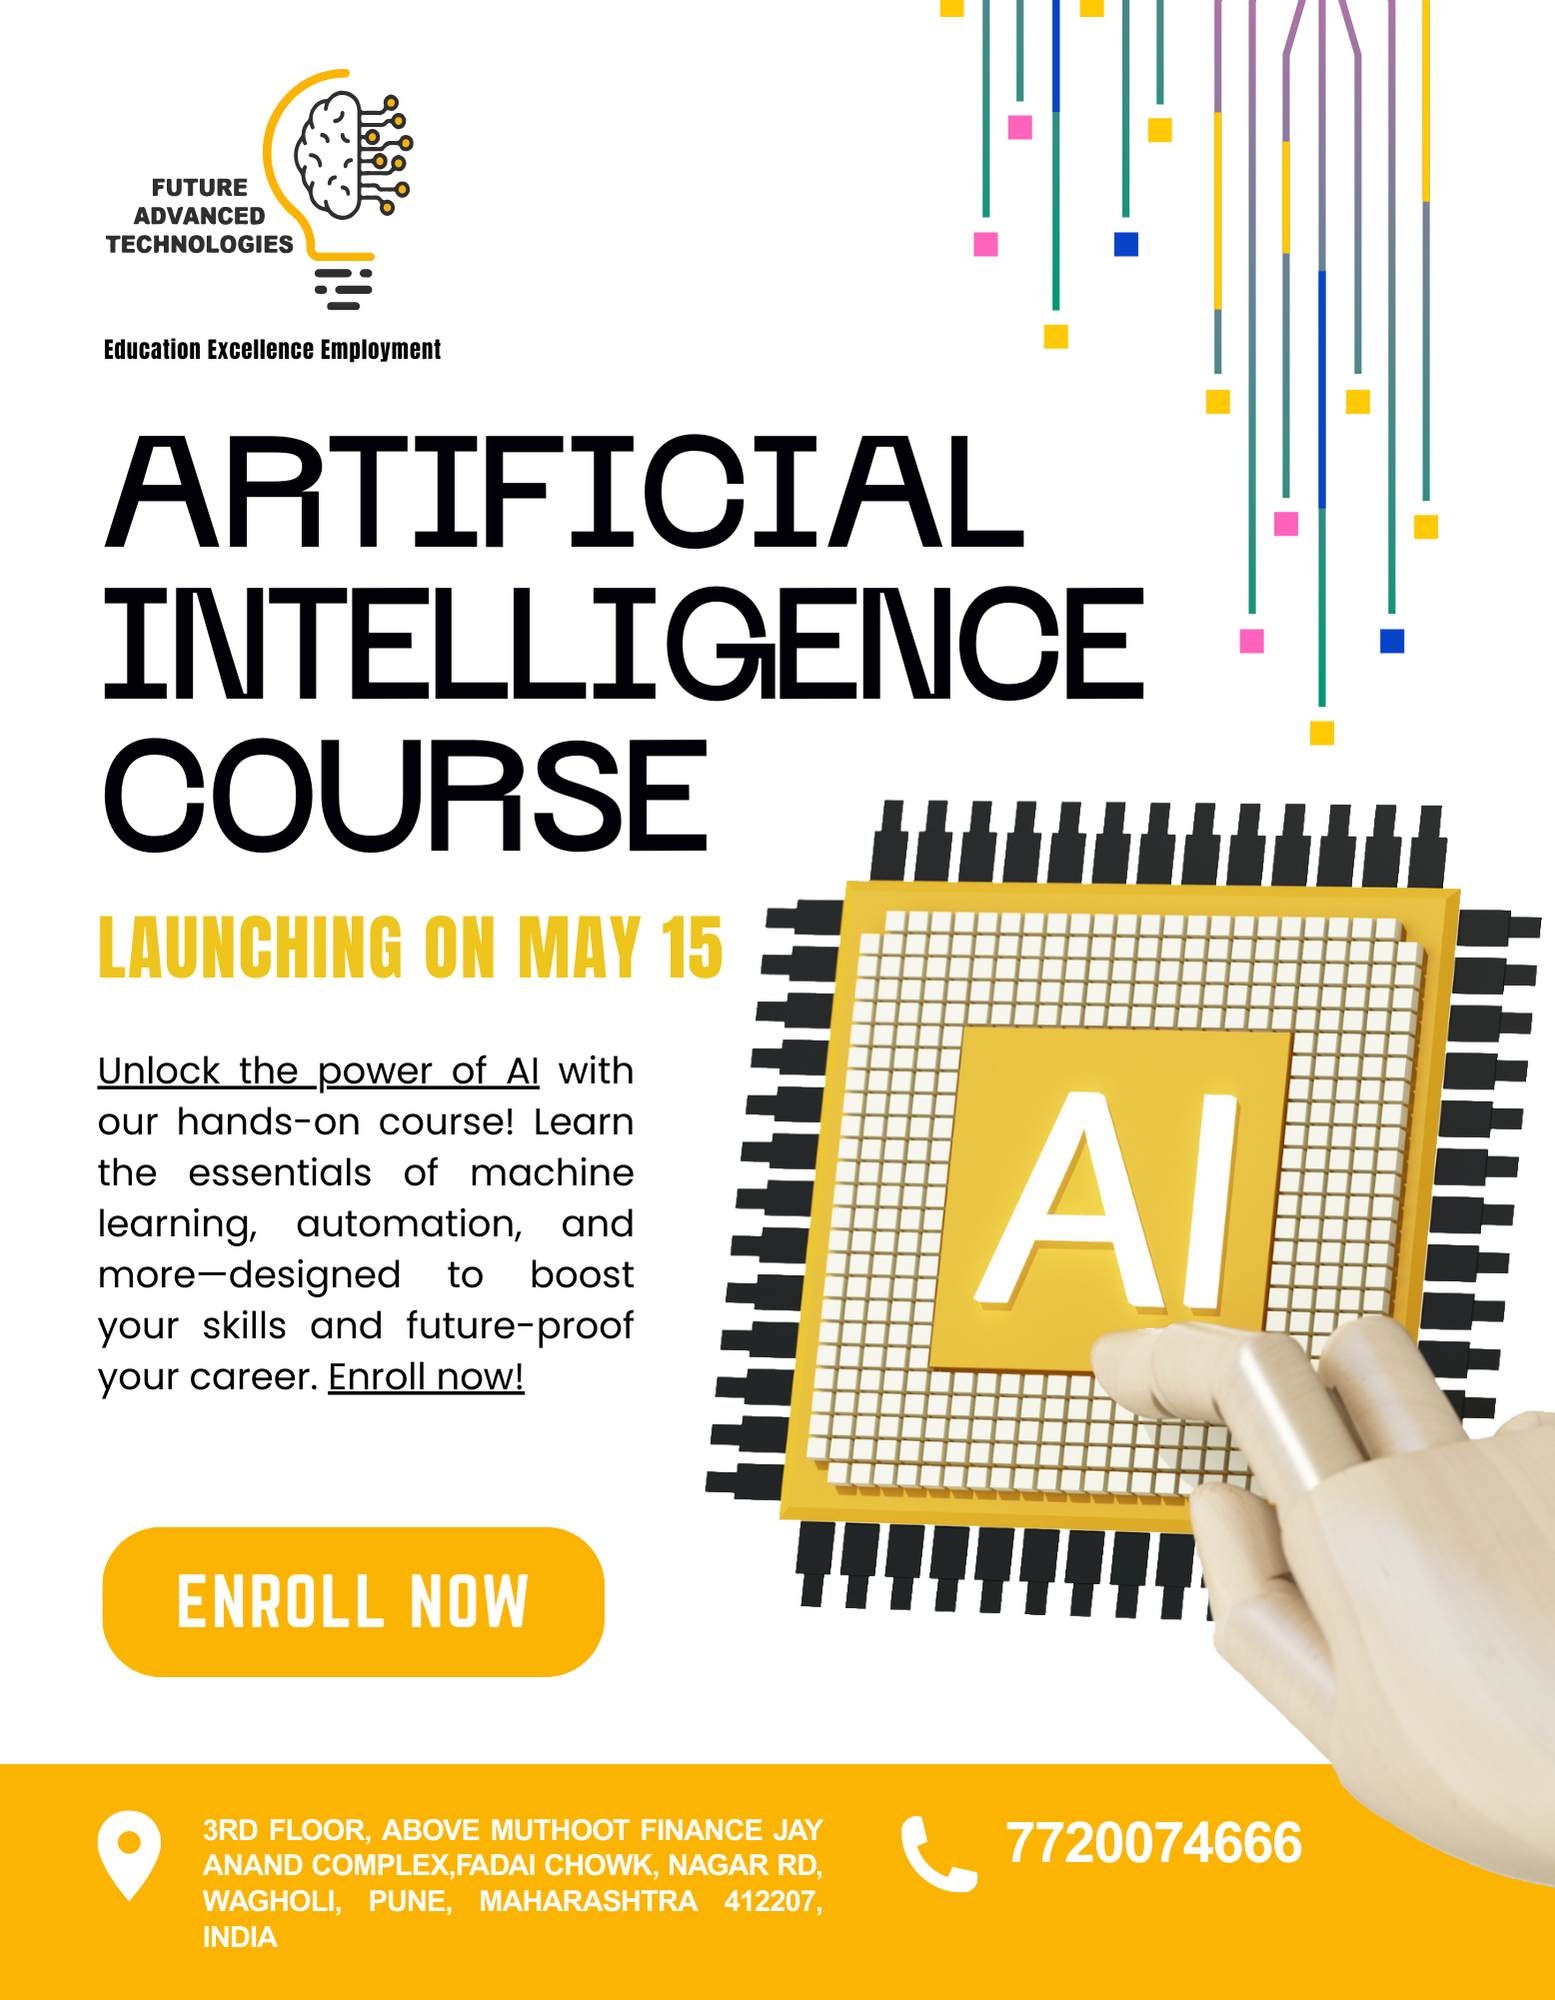 FUTURE
ADVANCED
TECHNOLOGIES
Education Excellence Employment
ARTIFICIAL
INTELLIGENCE
COURSE
LAUNCHING ON MAY 15
Unlock the power of AI with
our hands-on course! Learn
the essentials of machine
learning, automation, and
more—designed to boost
your skills and future-proof
your career. Enroll now!
AI
ENROLL NOW
3RD FLOOR, ABOVE MUTHOOT FINANCE JAY
ANAND COMPLEX,FADAI CHOWK, NAGAR RD,
WAGHOLI, PUNE, MAHARASHTRA 412207,
INDIA
7720074666